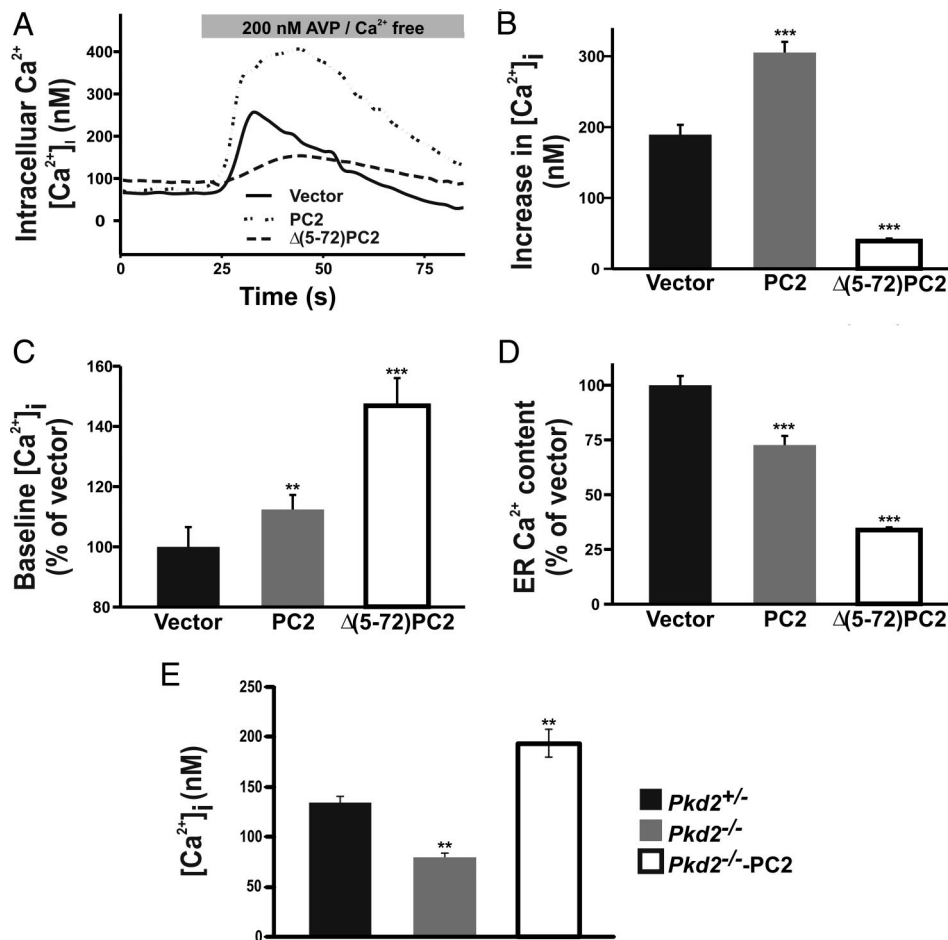 A
200 nM AVP / Ca²⁺ free
Intracelluar Ca²⁺
[Ca²⁺]ᵢ (nM)
400
300
200
100
0
Vector
PC2
Δ(5-72)PC2
0
25
50
75
Time (s)
B
Increase in [Ca²⁺]i
(nM)
300
200
100
0
***
***
Vector
PC2
Δ(5-72)PC2
C
Baseline [Ca²⁺]i
(% of vector)
160
140
120
100
80
**
***
Vector
PC2
Δ(5-72)PC2
D
ER Ca²⁺ content
(% of vector)
100
75
50
25
0
***
***
Vector
PC2
Δ(5-72)PC2
E
[Ca²⁺]i (nM)
250
200
150
100
50
0
**
**
Pkd2⁺/⁻
Pkd2⁻/⁻
Pkd2⁻/⁻-PC2